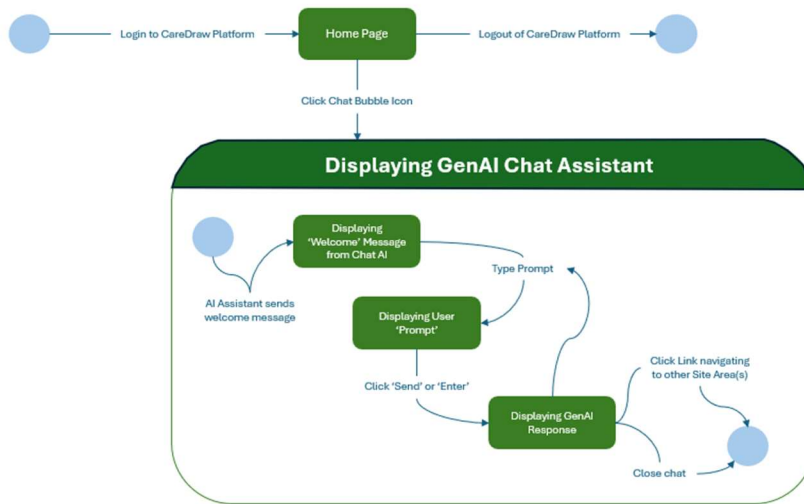 Login to CareDraw Platform
Home Page
Logout of CareDraw Platform
Click Chat Bubble Icon
Displaying GenAI Chat Assistant
Displaying
‘Welcome’ Message
from Chat AI
Type Prompt
AI Assistant sends
welcome message
Displaying User
‘Prompt’
Click Link navigating
to other Site Area(s)
Click ‘Send’ or ‘Enter’
Displaying GenAI
Response
Close chat